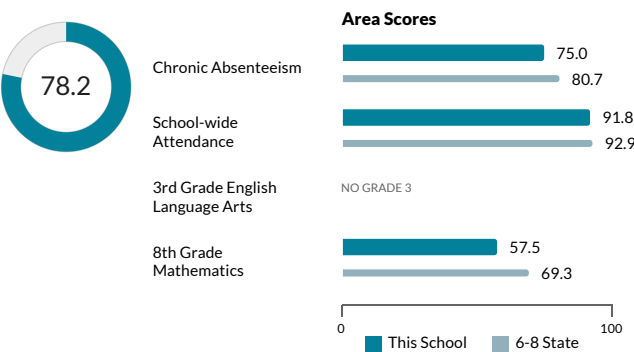 Area Scores
78.2
Chronic Absenteeism
75.0
80.7
School-wide
Attendance
91.8
92.9
3rd Grade English
Language Arts
NO GRADE 3
8th Grade
Mathematics
57.5
69.3
0
100
This School
6-8 State